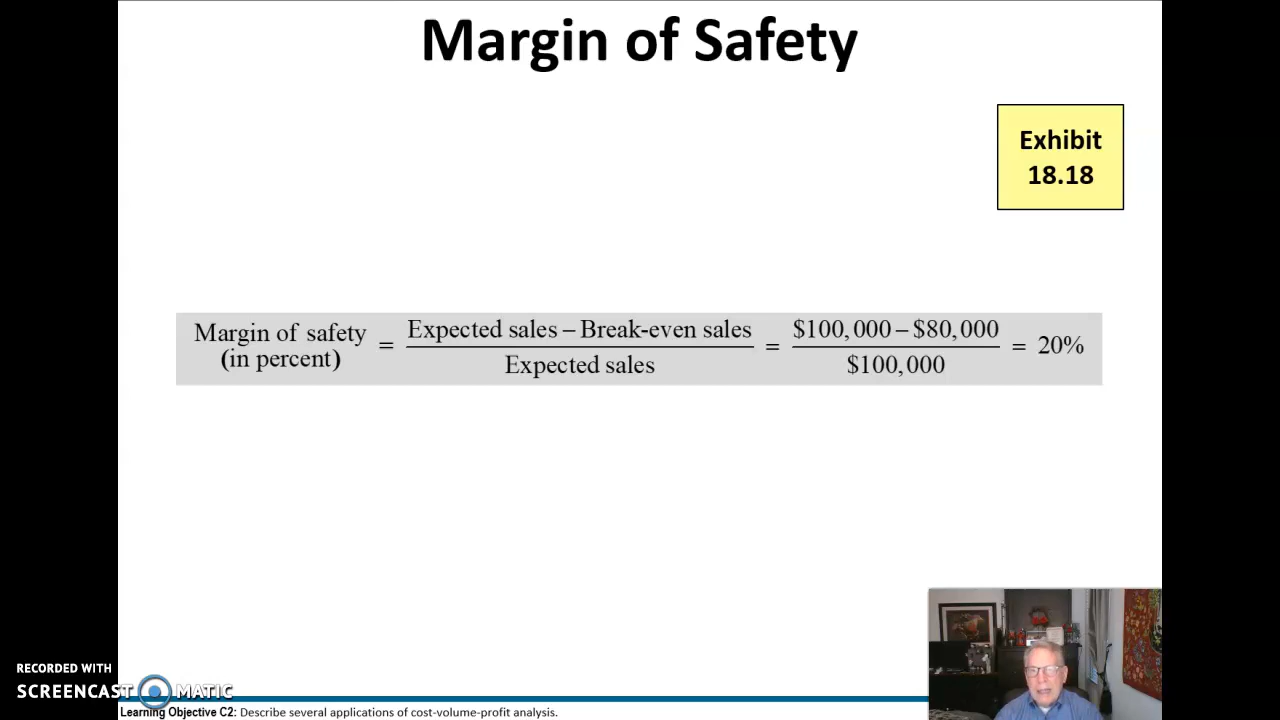 Margin of Safety
Exhibit
18.18
Margin of safety
(in percent)
=
Expected sales – Break-even sales
Expected sales
=
$100,000 – $80,000
$100,000
= 20%
RECORDED WITH
SCREENCAST MATIC
Learning Objective C2: Describe several applications of cost-volume-profit analysis.